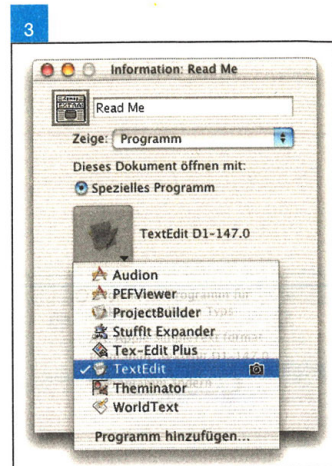 3
Information: Read Me
Read Me
Zeige: Programm
Dieses Dokument öffnen mit:
Spezielles Programm
TextEdit D1-147.0
Audion
PEFViewer
ProjectBuilder
StuffIt Expander
Tex-Edit Plus
TextEdit
Theminator
WorldText
Programm hinzufügen...